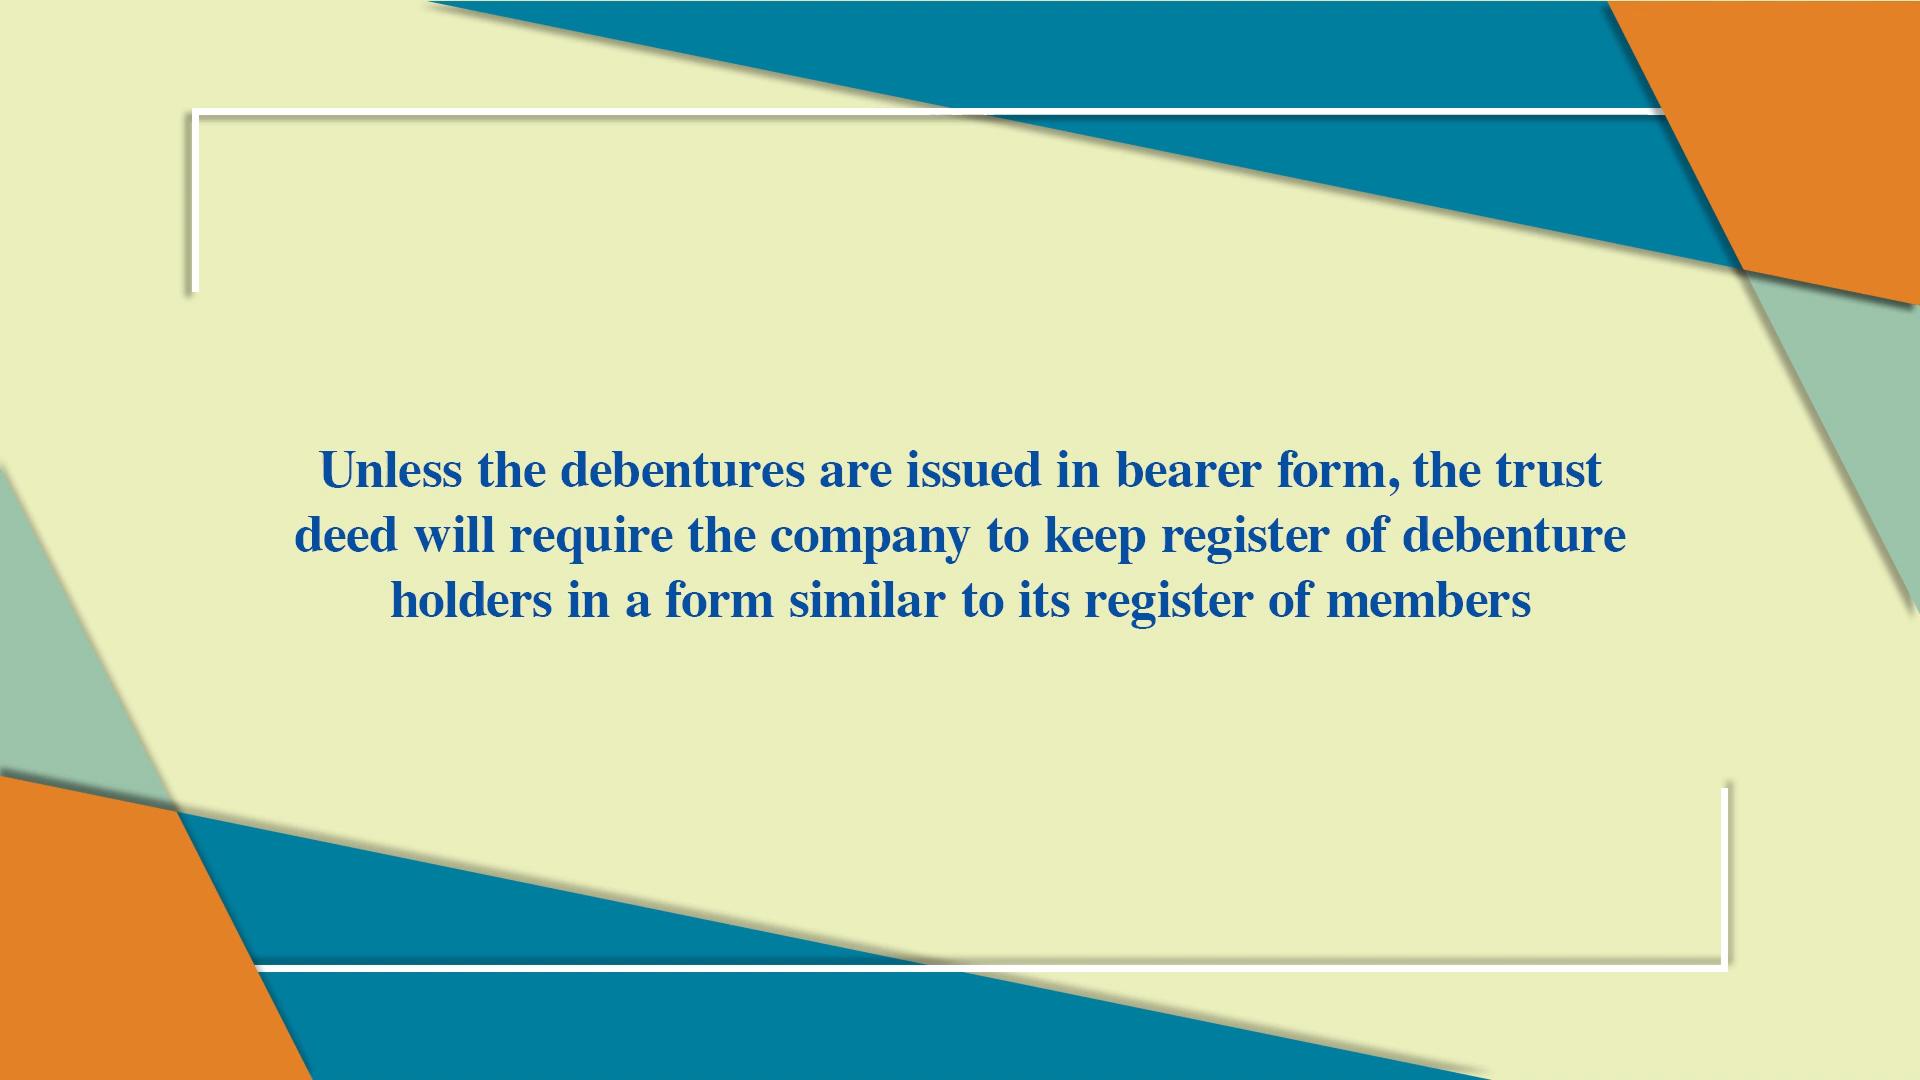 Unless the debentures are issued in bearer form, the trust
deed will require the company to keep register of debenture
holders in a form similar to its register of members